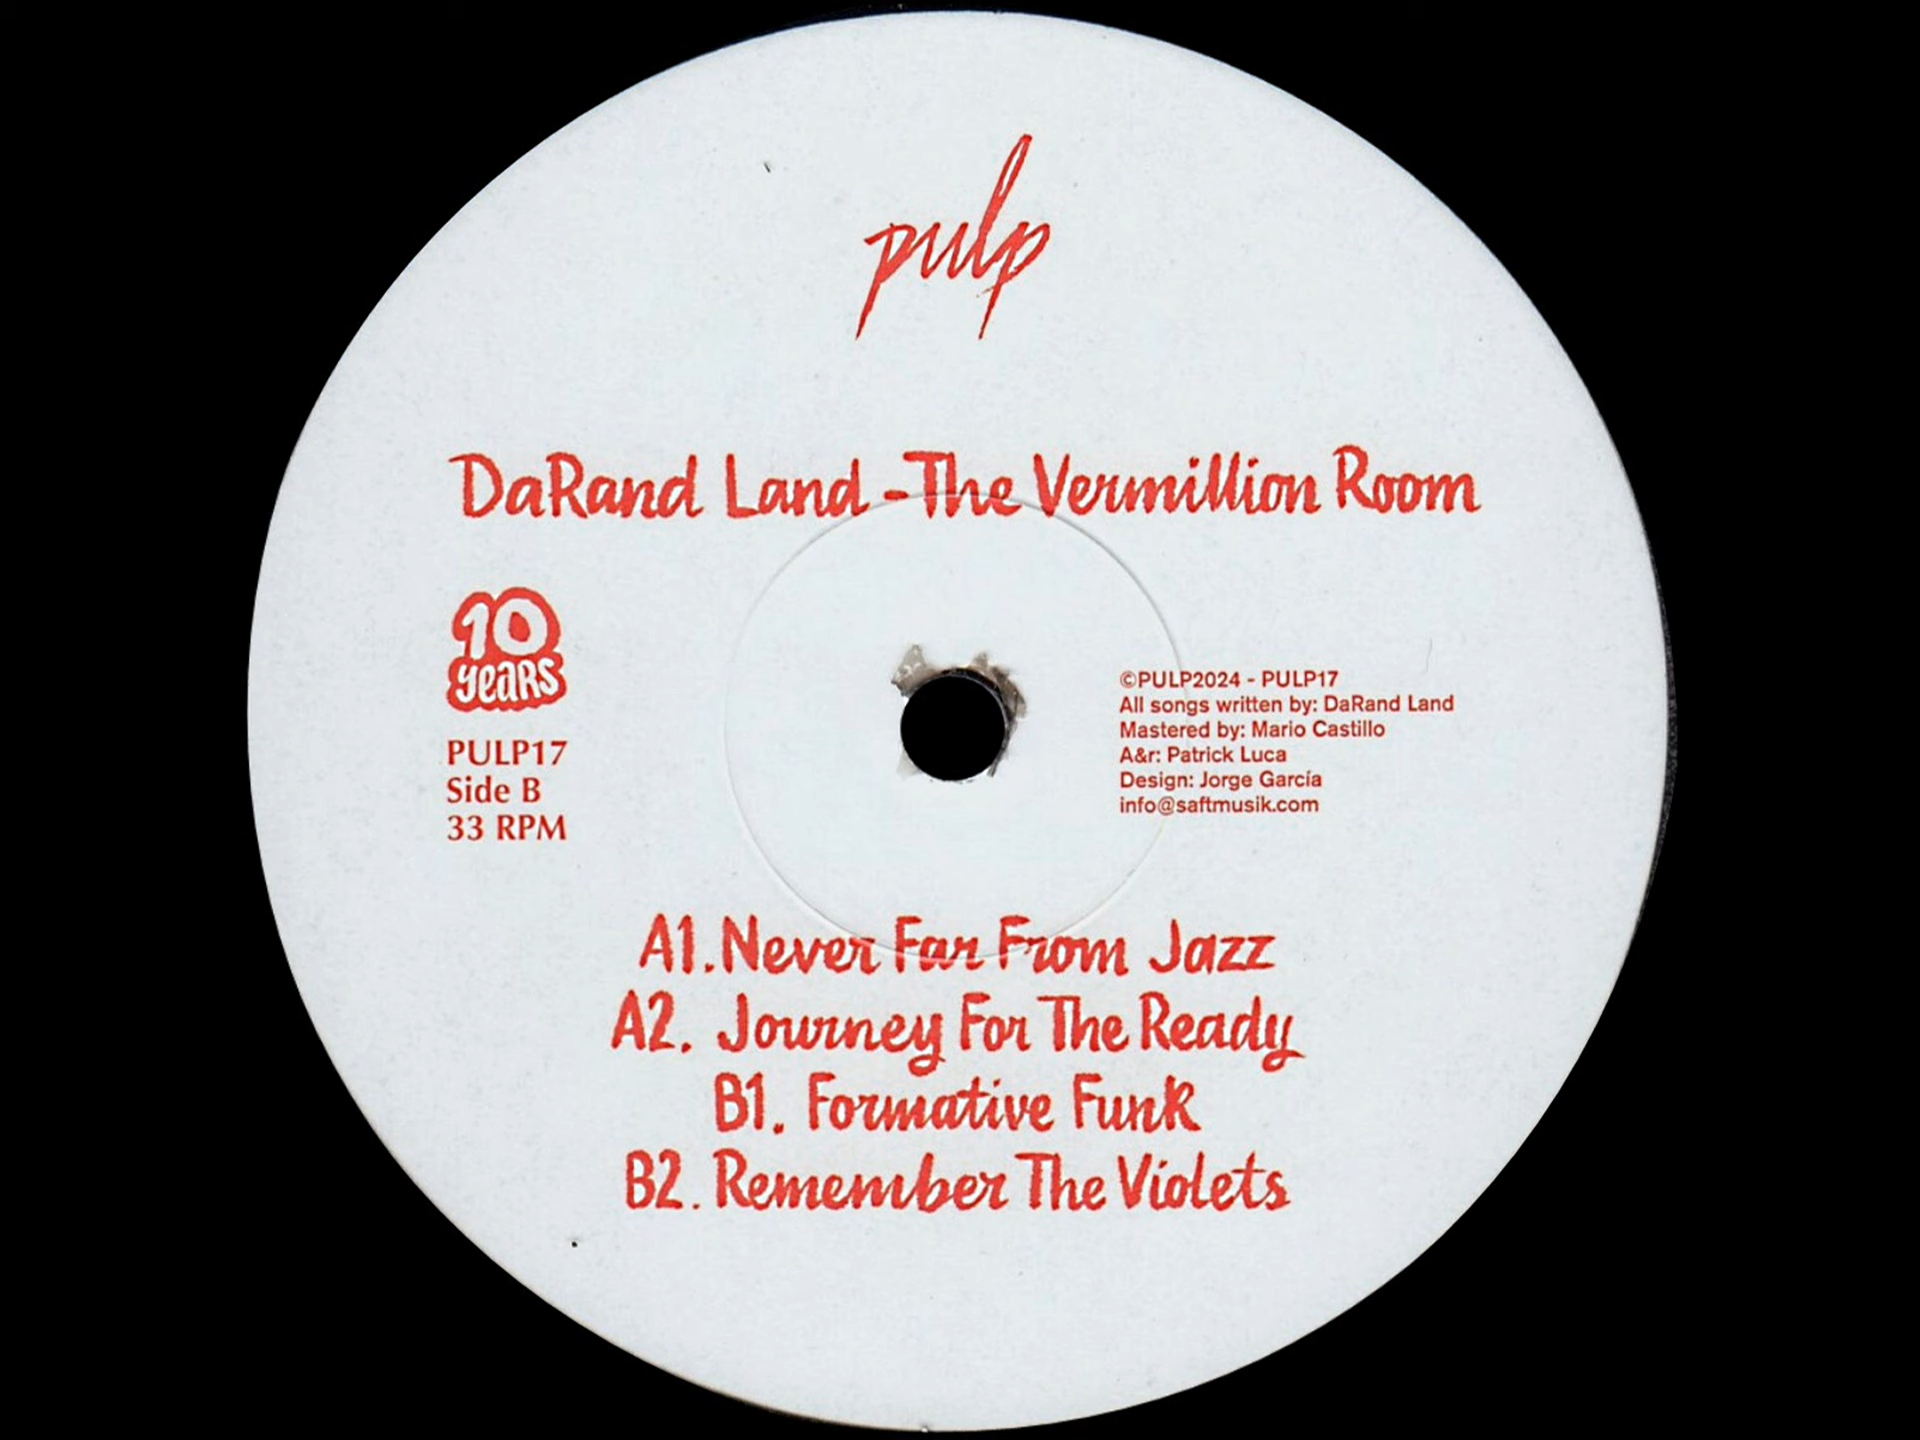 pulp
DaRand Land - The Vermillion Room
10
years
PULP17
Side B
33 RPM
©PULP2024 - PULP17
All songs written by: DaRand Land
Mastered by: Mario Castillo
A&r: Patrick Luca
Design: Jorge García
info@saftmusik.com
A1. Never Far From Jazz
A2. Journey For The Ready
B1. Formative Funk
B2. Remember The Violets